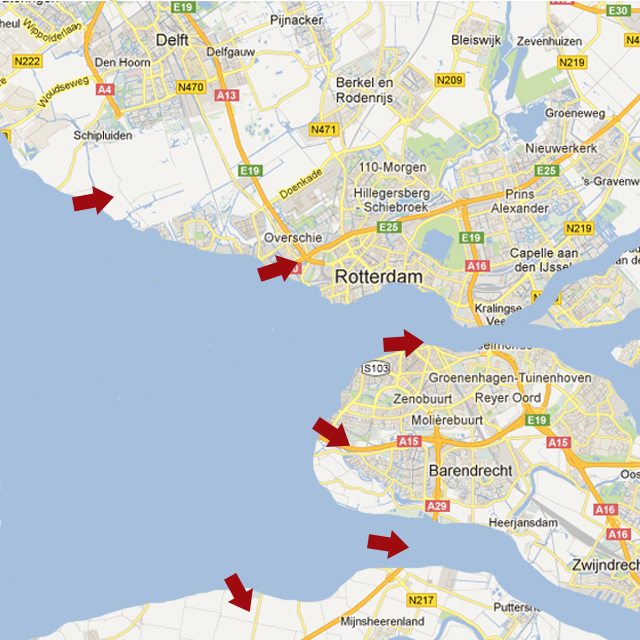 E19
E30
Pijnacker
Wippolderlaan
Delft
Bleiswijk
Zevenhuizen
Delfgauw
N222
Den Hoorn
N219
N209
Woudseweg
A4
N470
A13
Berkel en
Rodenrijs
Groeneweg
Schipluiden
N471
Nieuwerkerk
E19
110-Morgen
E25
Doenkade
Hillegersberg
- Schiebroek
Prins
Alexander
's-Gravenw
E25
N219
Overschie
E19
Capelle aan
den IJssel
A16
Rotterdam
Kralingse
Veer
S103
Groenenhagen-Tuinenhoven
Zenobuurt
Reyer Oord
Molièrebuurt
E19
A15
A15
Barendrecht
Oos
A29
A16
Heerjansdam
A16
Zwijndrech
N217
Puttersh
Mijnsheerenland